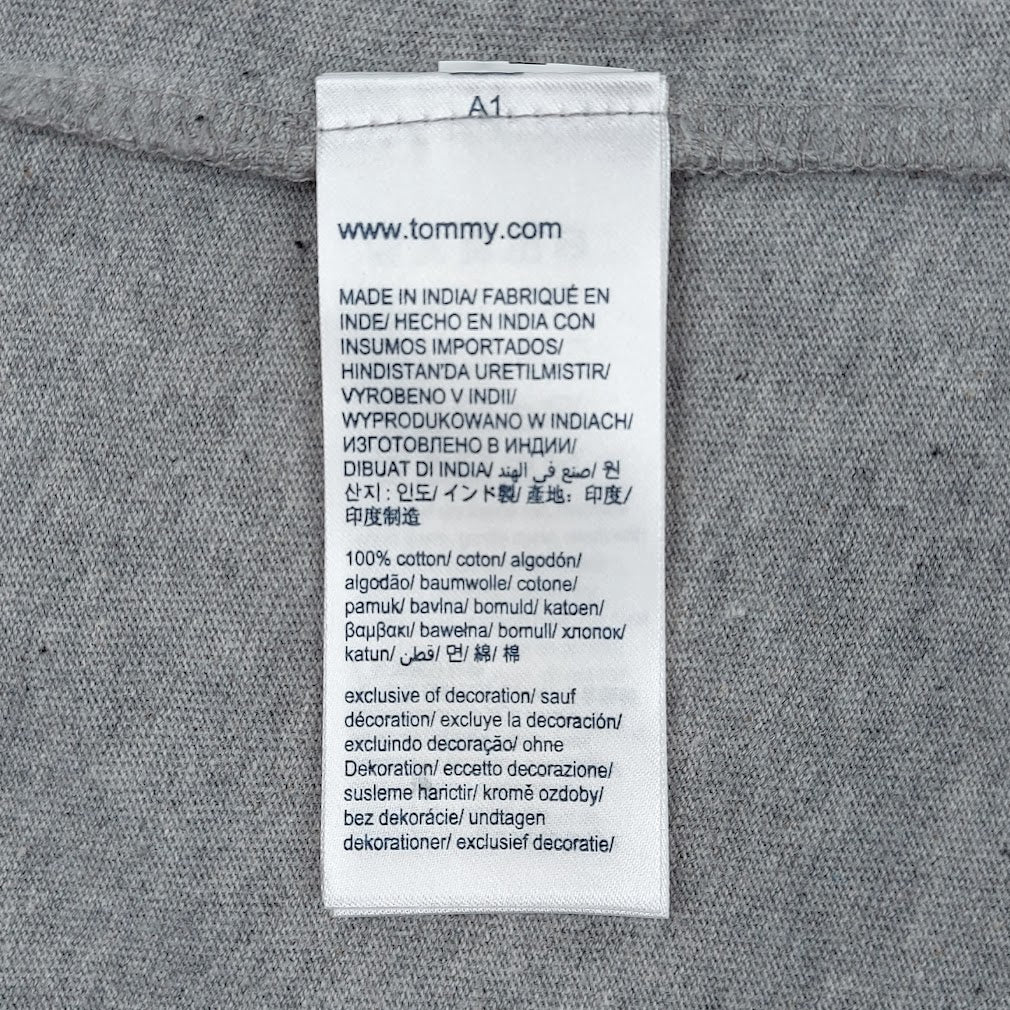 A1
www.tommy.com
MADE IN INDIA/ FABRIQUÉ EN
INDE/ HECHO EN INDIA CON
INSUMOS IMPORTADOS/
HINDISTAN'DA URETILMISTIR/
VYROBENO V INDII/
WYPRODUKOWANO W INDIACH/
ИЗГОТОВЛЕНО В ИНДИИ/
DIBUAT DI INDIA/ صنع في الهند/ 원
산지 : 인도/ インド製/ 產地：印度/
印度制造
100% cotton/ coton/ algodón/
algodão/ baumwolle/ cotone/
pamuk/ bavlna/ bomuld/ katoen/
βαμβακι/ bawełna/ bomull/ хлопок/
katun/ قطن/ 면/ 綿/ 棉
exclusive of decoration/ sauf
décoration/ excluye la decoración/
excluindo decoração/ ohne
Dekoration/ eccetto decorazione/
susleme harictir/ kromě ozdoby/
bez dekorácie/ undtagen
dekorationer/ exclusief decoratie/